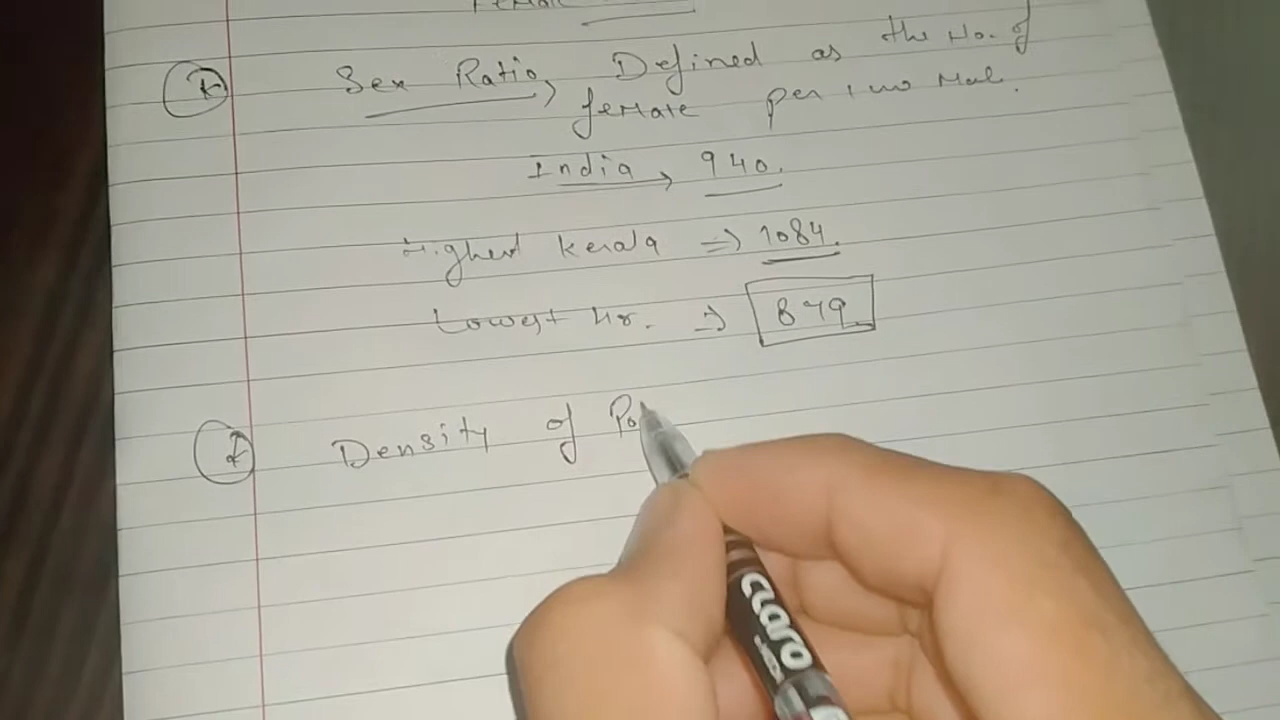 Female
K Sex Ratio, Defined as the No. of
female per 1000 Male.
India → 940.
Highest Kerala => 1084.
Lowest Hr. => 879
L Density of Po
CLARO